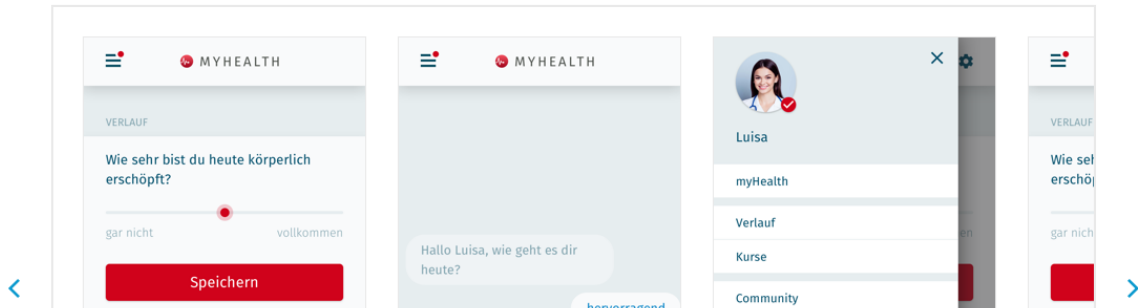 MYHEALTH
VERLAUF
Wie sehr bist du heute körperlich
erschöpft?
gar nicht vollkommen
Speichern
MYHEALTH
Hallo Luisa, wie geht es dir
heute?
hervorragend
Luisa
myHealth
Verlauf
Kurse
Community
en
VERLAUF
Wie seh
erschöp
gar nich